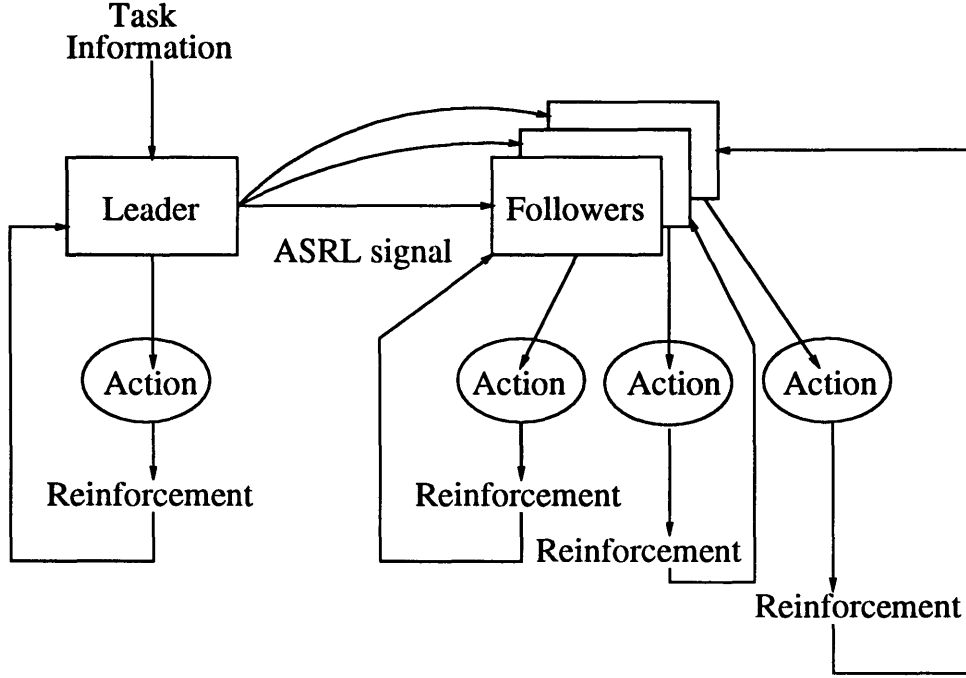 Task
Information
Leader
Followers
ASRL signal
Action
Action
Action
Action
Reinforcement
Reinforcement
Reinforcement
Reinforcement